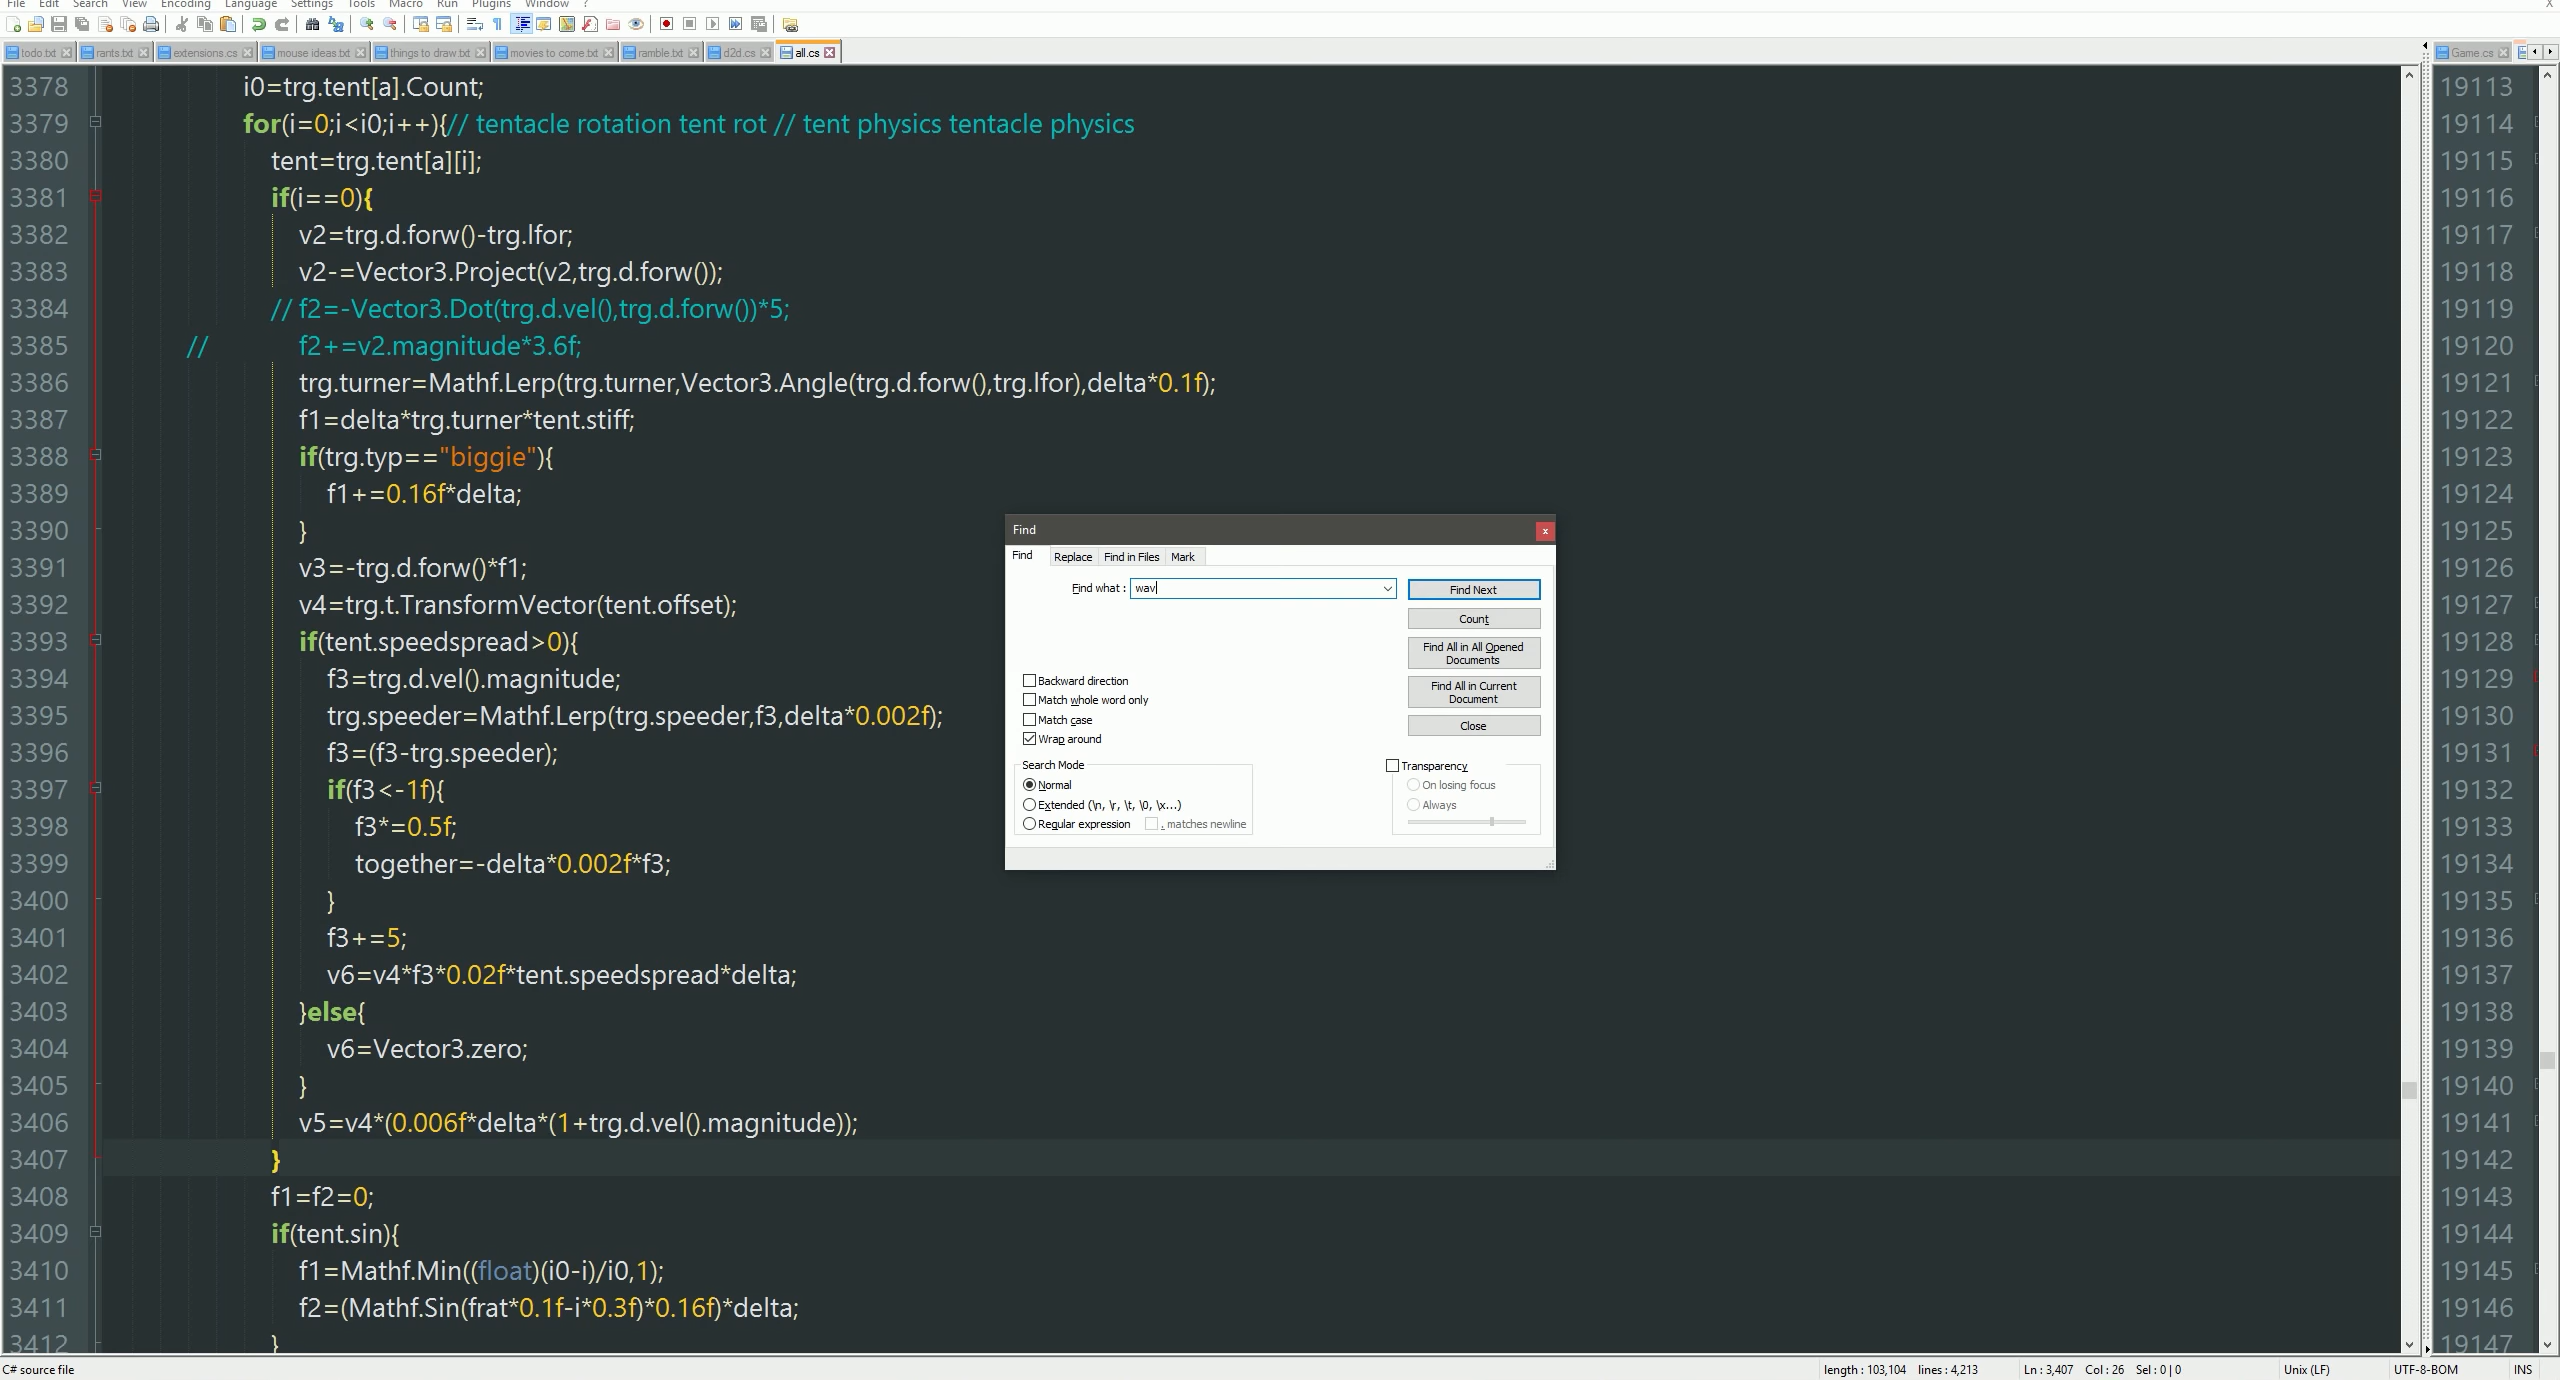 File Edit Search View Encoding Language Settings Tools Macro Run Plugins Window ? X
todo.txt rants.txt extensions.cs mouse ideas.txt things to draw.txt movies to come.txt ramble.txt d2d.cs all.cs Game.cs
3378 i0=trg.tent[a].Count;
3379 for(i=0;i<i0;i++){// tentacle rotation tent rot // tent physics tentacle physics
3380 tent=trg.tent[a][i];
3381 if(i==0){
3382 v2=trg.d.forw()-trg.lfor;
3383 v2-=Vector3.Project(v2,trg.d.forw());
3384 // f2=-Vector3.Dot(trg.d.vel(),trg.d.forw())*5;
3385 // f2+=v2.magnitude*3.6f;
3386 trg.turner=Mathf.Lerp(trg.turner,Vector3.Angle(trg.d.forw(),trg.lfor),delta*0.1f);
3387 f1=delta*trg.turner*tent.stiff;
3388 if(trg.typ=="biggie"){
3389 f1+=0.16f*delta;
3390 }
3391 v3=-trg.d.forw()*f1;
3392 v4=trg.t.TransformVector(tent.offset);
3393 if(tent.speedspread>0){
3394 f3=trg.d.vel().magnitude;
3395 trg.speeder=Mathf.Lerp(trg.speeder,f3,delta*0.002f);
3396 f3=(f3-trg.speeder);
3397 if(f3<-1f){
3398 f3*=0.5f;
3399 together=-delta*0.002f*f3;
3400 }
3401 f3+=5;
3402 v6=v4*f3*0.02f*tent.speedspread*delta;
3403 }else{
3404 v6=Vector3.zero;
3405 }
3406 v5=v4*(0.006f*delta*(1+trg.d.vel().magnitude));
3407 }
3408 f1=f2=0;
3409 if(tent.sin){
3410 f1=Mathf.Min((float)(i0-i)/i0,1);
3411 f2=(Mathf.Sin(frat*0.1f-i*0.3f)*0.16f)*delta;
3412 }
Find x
Find Replace Find in Files Mark
Find what : wav
Find Next
Count
Find All in All Opened
Documents
Find All in Current
Document
Close
Backward direction
Match whole word only
Match case
Wrap around
Search Mode
Normal
Extended (\n, \r, \t, \0, \x...)
Regular expression . matches newline
Transparency
On losing focus
Always
19113
19114
19115
19116
19117
19118
19119
19120
19121
19122
19123
19124
19125
19126
19127
19128
19129
19130
19131
19132
19133
19134
19135
19136
19137
19138
19139
19140
19141
19142
19143
19144
19145
19146
19147
C# source file length : 103,104 lines : 4,213 Ln : 3,407 Col : 26 Sel : 0 | 0 Unix (LF) UTF-8-BOM INS